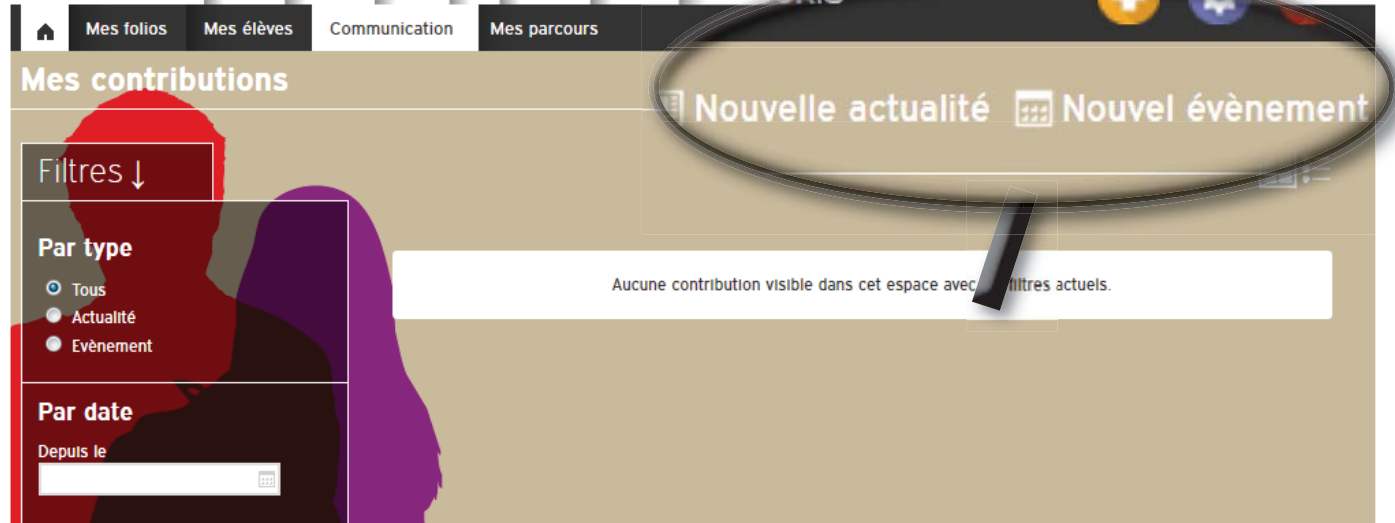 Mes folios Mes élèves Communication Mes parcours
Mes contributions
Nouvelle actualité Nouvel évènement
Filtres ↓
Par type
Tous
Actualité
Evènement
Aucune contribution visible dans cet espace avec filtres actuels.
Par date
Depuis le